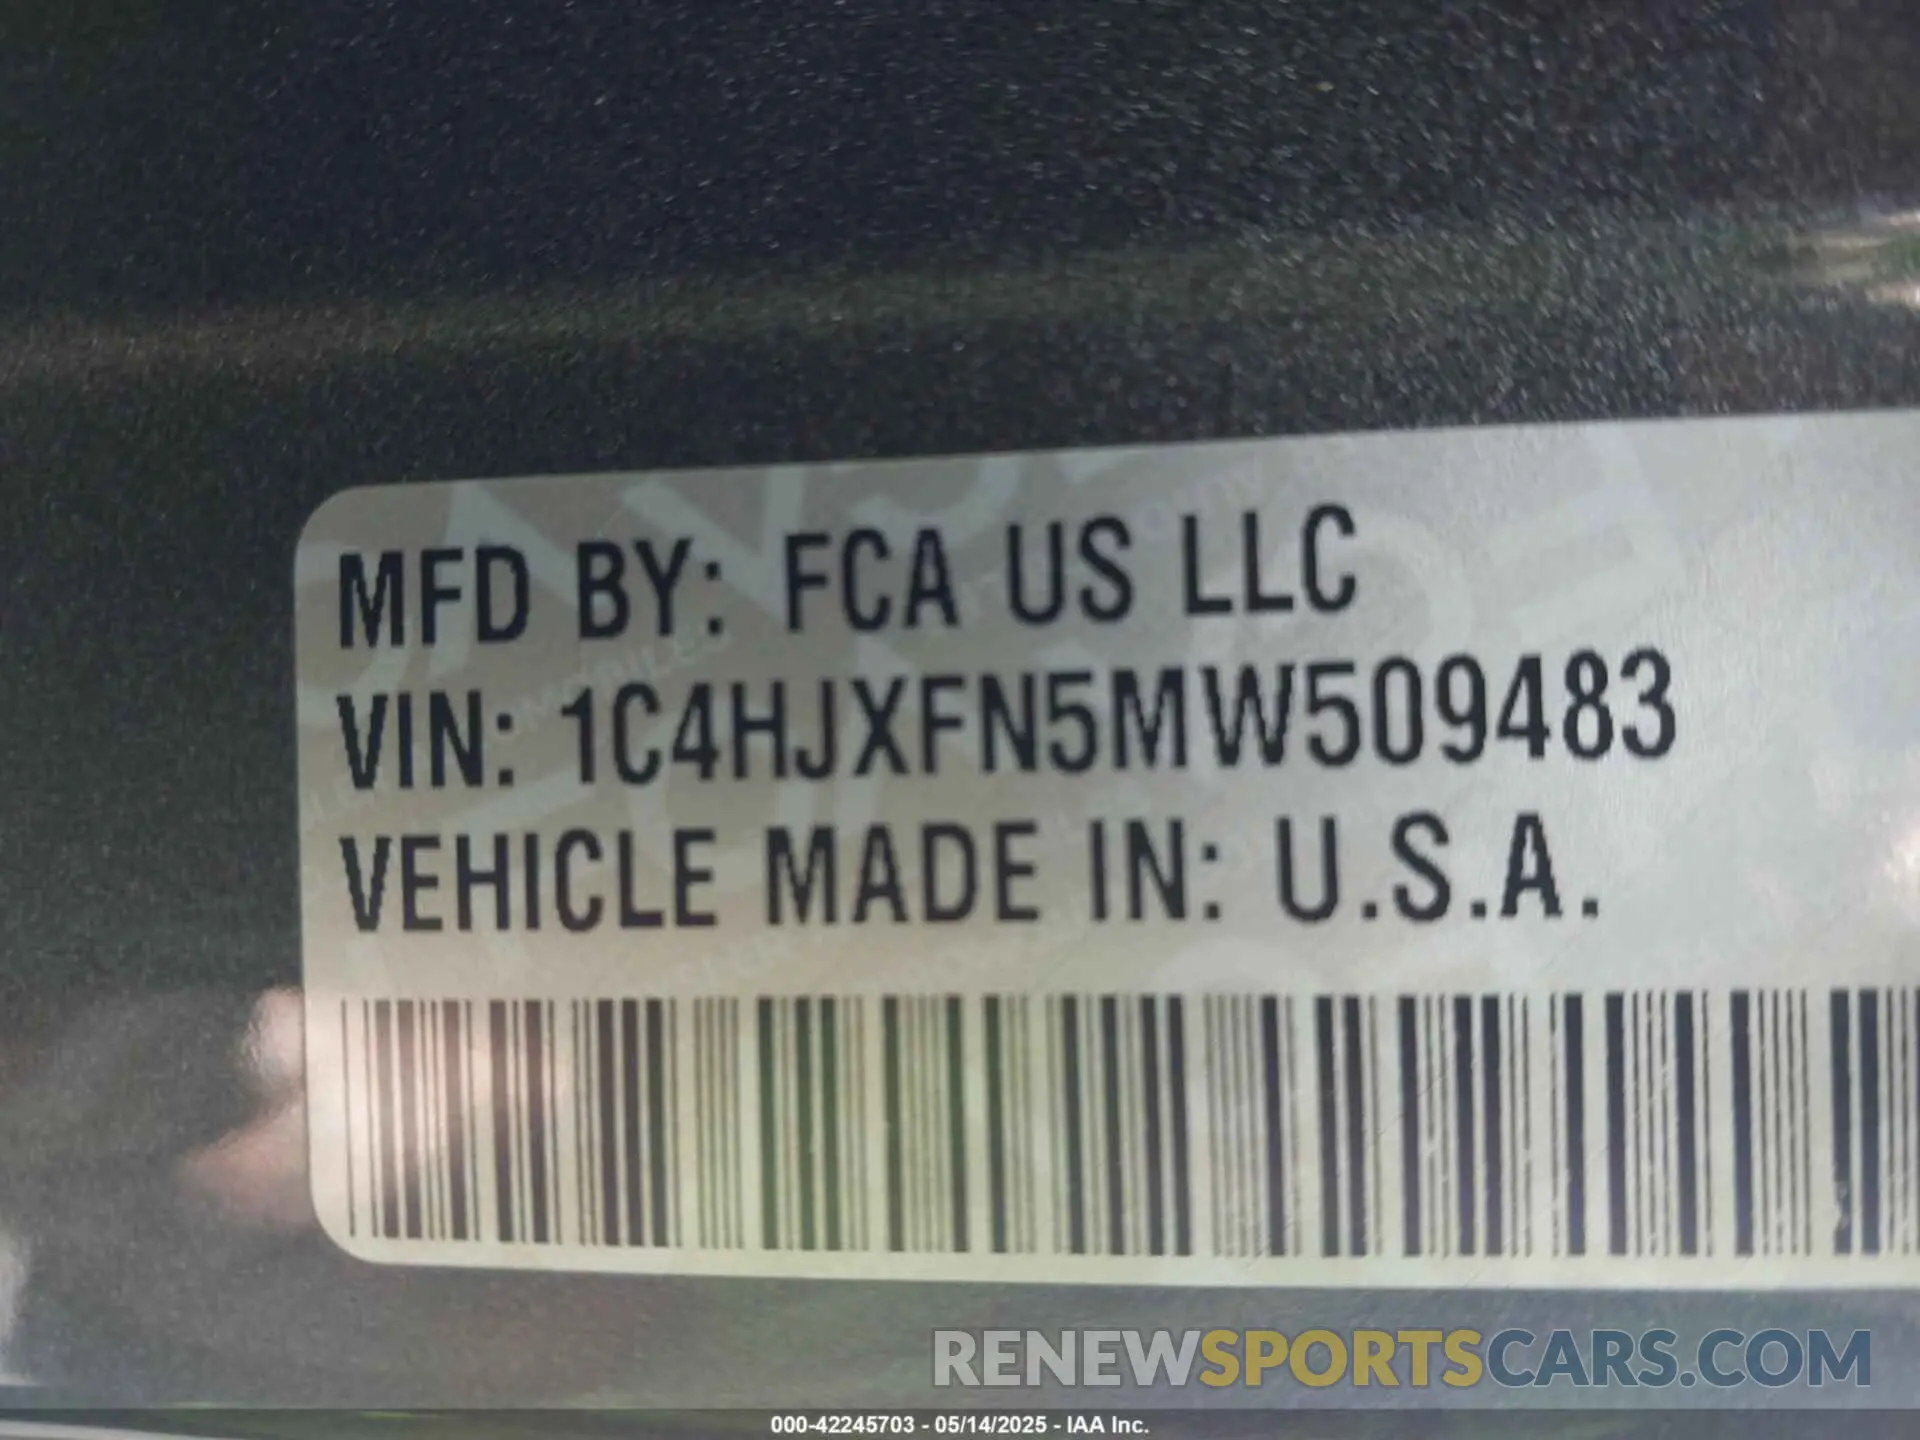 MFD BY: FCA US LLC
VIN: 1C4HJXFN5MW509483
VEHICLE MADE IN: U.S.A.
RENEWSPORTSCARS.COM
000-42245703 - 05/14/2025 - IAA Inc.